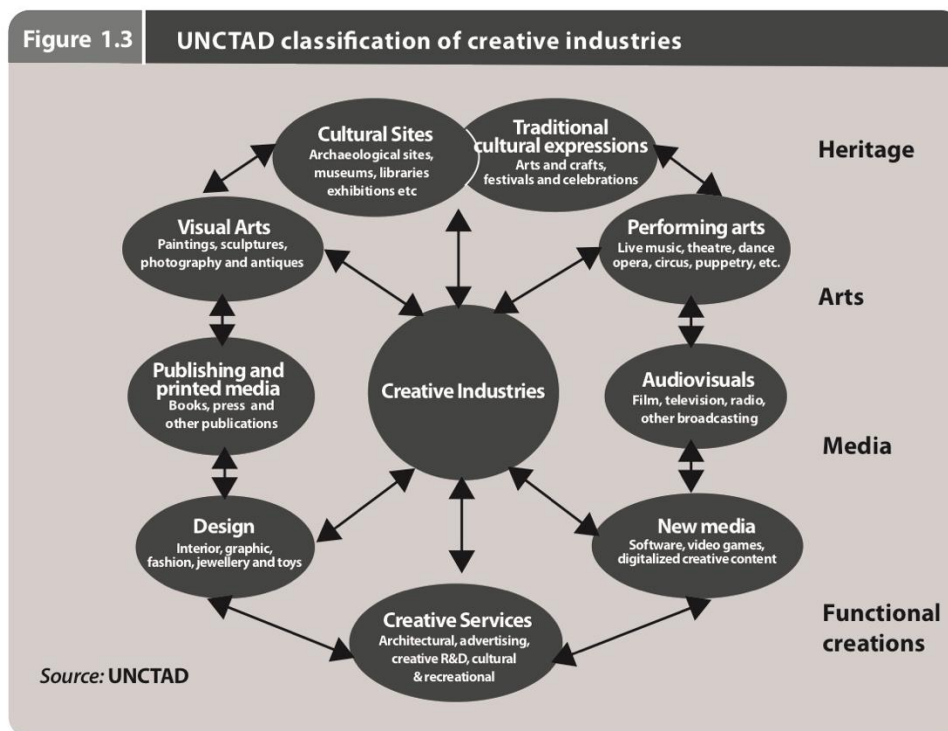 Figure 1.3
UNCTAD classification of creative industries
Cultural Sites
Archaeological sites,
museums, libraries
exhibitions etc
Traditional
cultural expressions
Arts and crafts,
festivals and celebrations
Heritage
Visual Arts
Paintings, sculptures,
photography and antiques
Performing arts
Live music, theatre, dance
opera, circus, puppetry, etc.
Arts
Publishing and
printed media
Books, press and
other publications
Creative Industries
Audiovisuals
Film, television, radio,
other broadcasting
Media
Design
Interior, graphic,
fashion, jewellery and toys
New media
Software, video games,
digitalized creative content
Creative Services
Architectural, advertising,
creative R&D, cultural
& recreational
Functional
creations
Source: UNCTAD